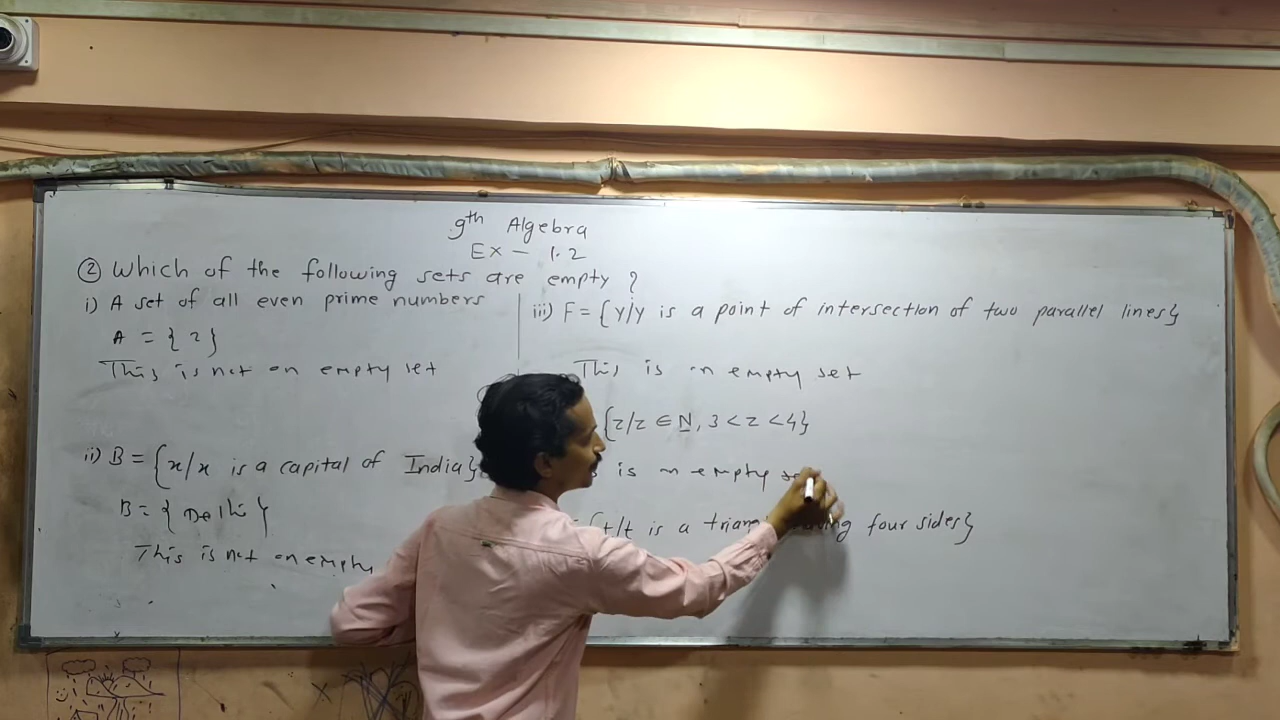 9th Algebra
Ex - 1.2
② Which of the following sets are empty ?
i) A set of all even prime numbers
A = { 2 }
This is not an empty set
ii) B = {x/x is a capital of India}
B = { Delhi }
This is not an empty
iii) F = {y/y is a point of intersection of two parallel lines}
This is an empty set
{z/z ∈ N, 3 < z < 4}
is an empty
{t/t is a four sides}